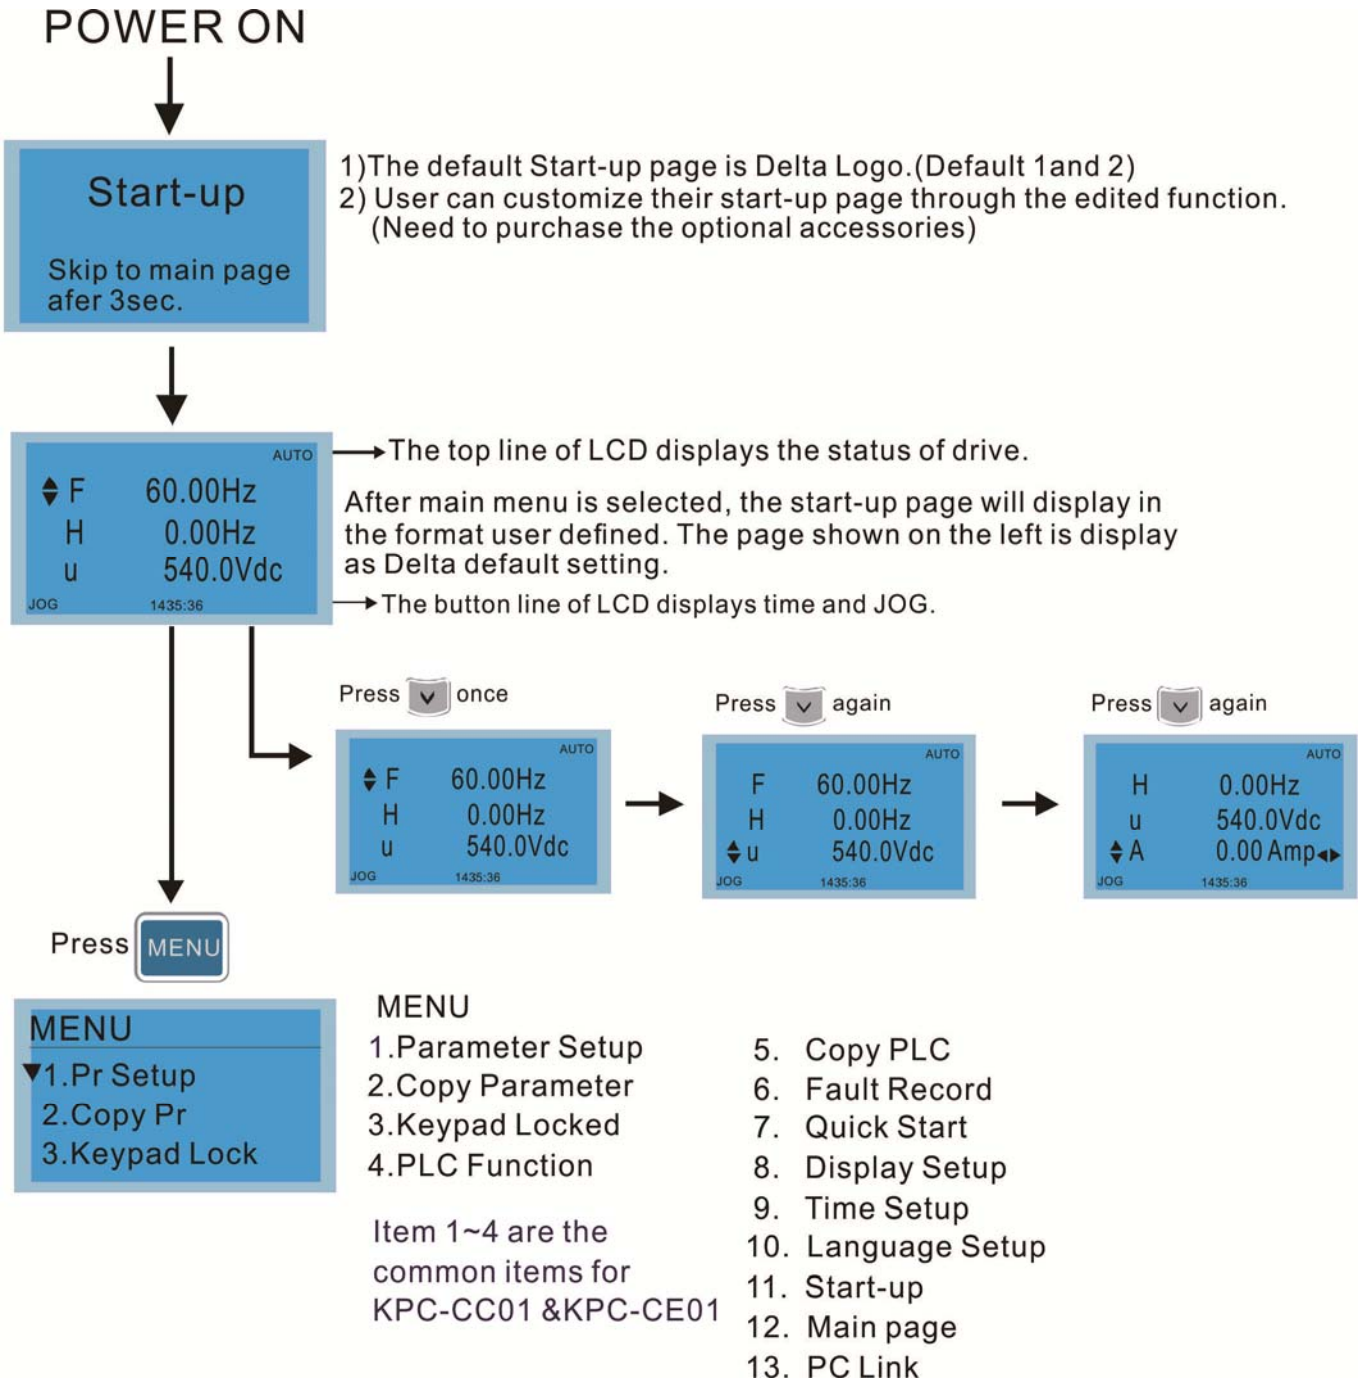 POWER ON
Start-up
Skip to main page
afer 3sec.
1)The default Start-up page is Delta Logo.(Default 1and 2)
2) User can customize their start-up page through the edited function.
(Need to purchase the optional accessories)
AUTO
F 60.00Hz
H 0.00Hz
u 540.0Vdc
JOG 1435:36
The top line of LCD displays the status of drive.
After main menu is selected, the start-up page will display in
the format user defined. The page shown on the left is display
as Delta default setting.
The button line of LCD displays time and JOG.
Press once
AUTO
F 60.00Hz
H 0.00Hz
u 540.0Vdc
JOG 1435:36
Press again
AUTO
F 60.00Hz
H 0.00Hz
u 540.0Vdc
JOG 1435:36
Press again
AUTO
H 0.00Hz
u 540.0Vdc
A 0.00 Amp
JOG 1435:36
Press MENU
MENU
1.Pr Setup
2.Copy Pr
3.Keypad Lock
MENU
1.Parameter Setup
2.Copy Parameter
3.Keypad Locked
4.PLC Function
Item 1~4 are the
common items for
KPC-CC01 &KPC-CE01
5. Copy PLC
6. Fault Record
7. Quick Start
8. Display Setup
9. Time Setup
10. Language Setup
11. Start-up
12. Main page
13. PC Link